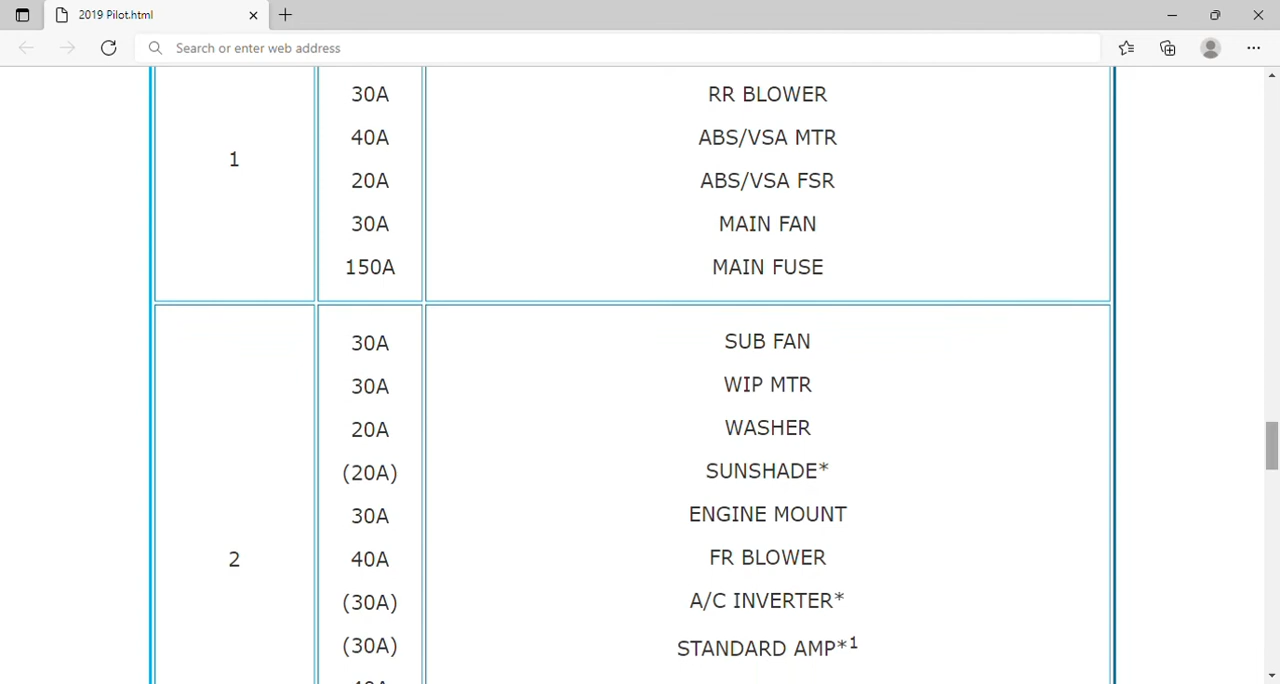 2019 Pilot.html
Search or enter web address
1
30A RR BLOWER
40A ABS/VSA MTR
20A ABS/VSA FSR
30A MAIN FAN
150A MAIN FUSE
2
30A SUB FAN
30A WIP MTR
20A WASHER
(20A) SUNSHADE*
30A ENGINE MOUNT
40A FR BLOWER
(30A) A/C INVERTER*
(30A) STANDARD AMP*1